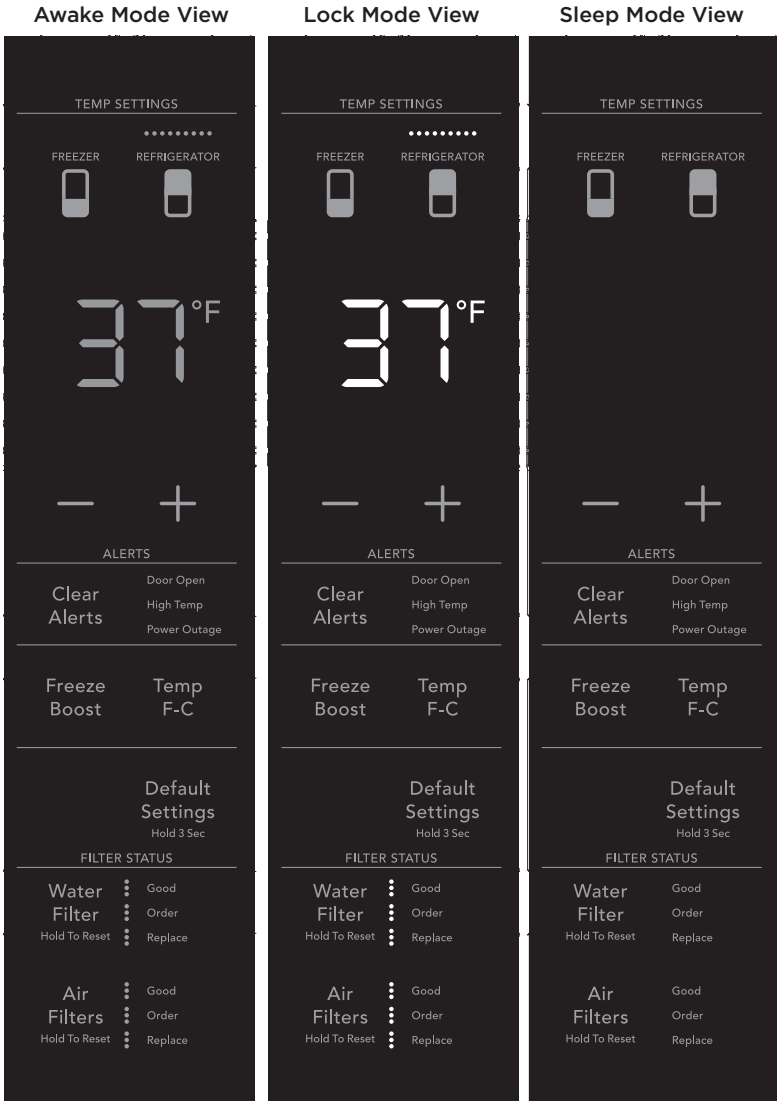 Awake Mode View
TEMP SETTINGS
FREEZER REFRIGERATOR
37°F
− +
ALERTS
Clear
Alerts
Door Open
High Temp
Power Outage
Freeze
Boost
Temp
F-C
Default
Settings
Hold 3 Sec
FILTER STATUS
Water
Filter
Hold To Reset
Good
Order
Replace
Air
Filters
Hold To Reset
Good
Order
Replace
Lock Mode View
TEMP SETTINGS
FREEZER REFRIGERATOR
37°F
− +
ALERTS
Clear
Alerts
Door Open
High Temp
Power Outage
Freeze
Boost
Temp
F-C
Default
Settings
Hold 3 Sec
FILTER STATUS
Water
Filter
Hold To Reset
Good
Order
Replace
Air
Filters
Hold To Reset
Good
Order
Replace
Sleep Mode View
TEMP SETTINGS
FREEZER REFRIGERATOR
− +
ALERTS
Clear
Alerts
Door Open
High Temp
Power Outage
Freeze
Boost
Temp
F-C
Default
Settings
Hold 3 Sec
FILTER STATUS
Water
Filter
Hold To Reset
Good
Order
Replace
Air
Filters
Hold To Reset
Good
Order
Replace